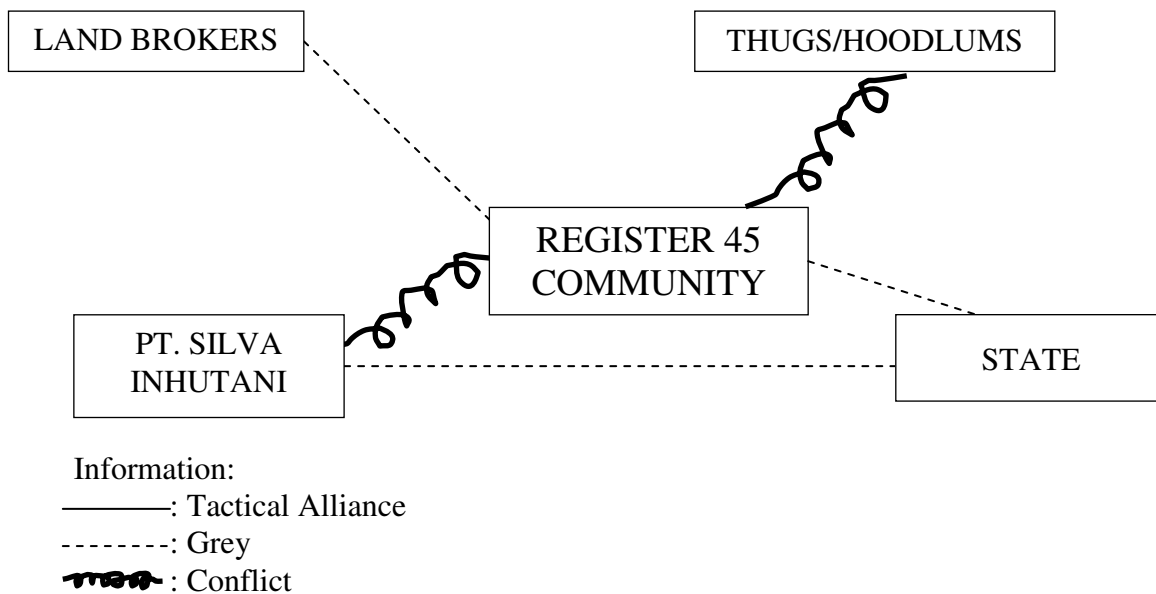 LAND BROKERS
THUGS/HOODLUMS
REGISTER 45
COMMUNITY
PT. SILVA
INHUTANI
STATE
Information:
: Tactical Alliance
: Grey
: Conflict